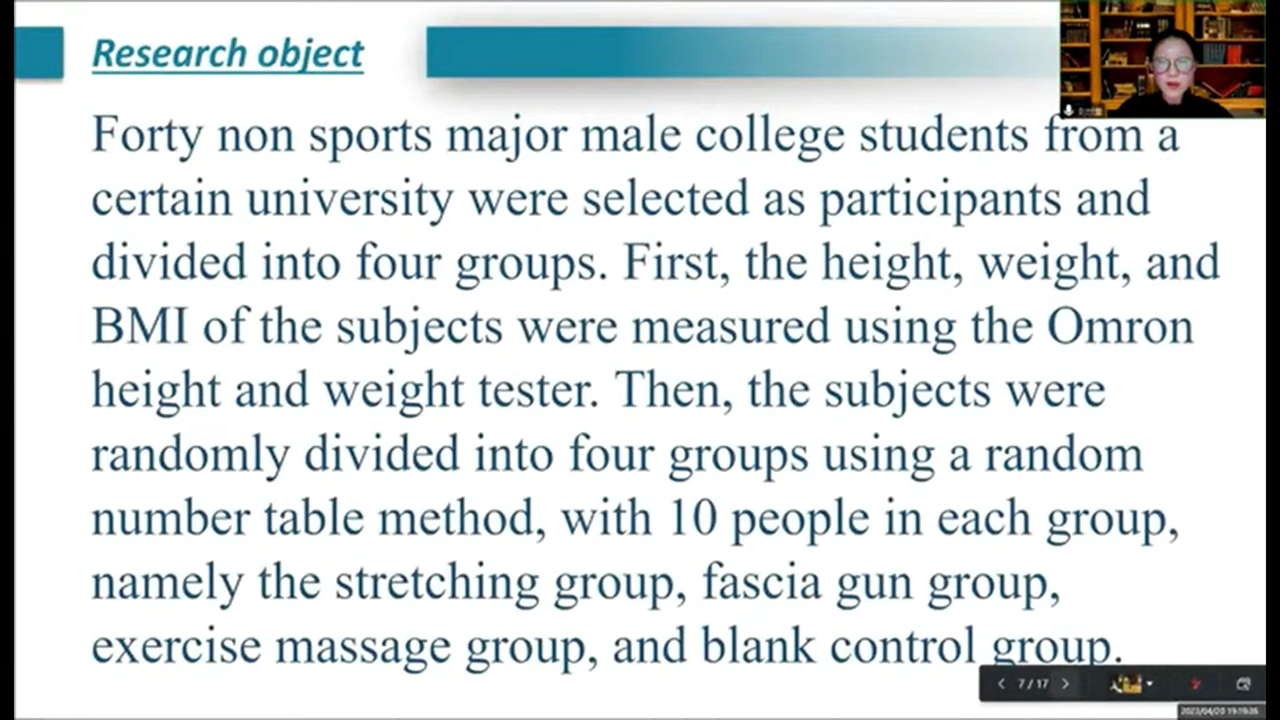 Research object
Forty non sports major male college students from a
certain university were selected as participants and
divided into four groups. First, the height, weight, and
BMI of the subjects were measured using the Omron
height and weight tester. Then, the subjects were
randomly divided into four groups using a random
number table method, with 10 people in each group,
namely the stretching group, fascia gun group,
exercise massage group, and blank control group.
7/17